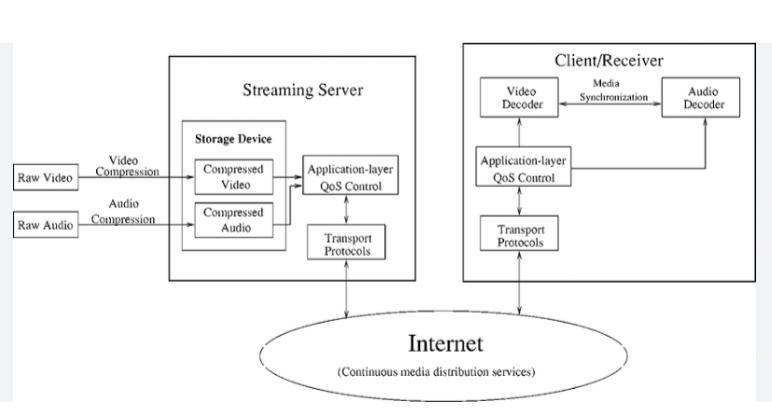 Streaming Server
Storage Device
Raw Video
Video
Compression
Compressed
Video
Raw Audio
Audio
Compression
Compressed
Audio
Application-layer
QoS Control
Transport
Protocols
Client/Receiver
Video
Decoder
Media
Synchronization
Audio
Decoder
Application-layer
QoS Control
Transport
Protocols
Internet
(Continuous media distribution services)